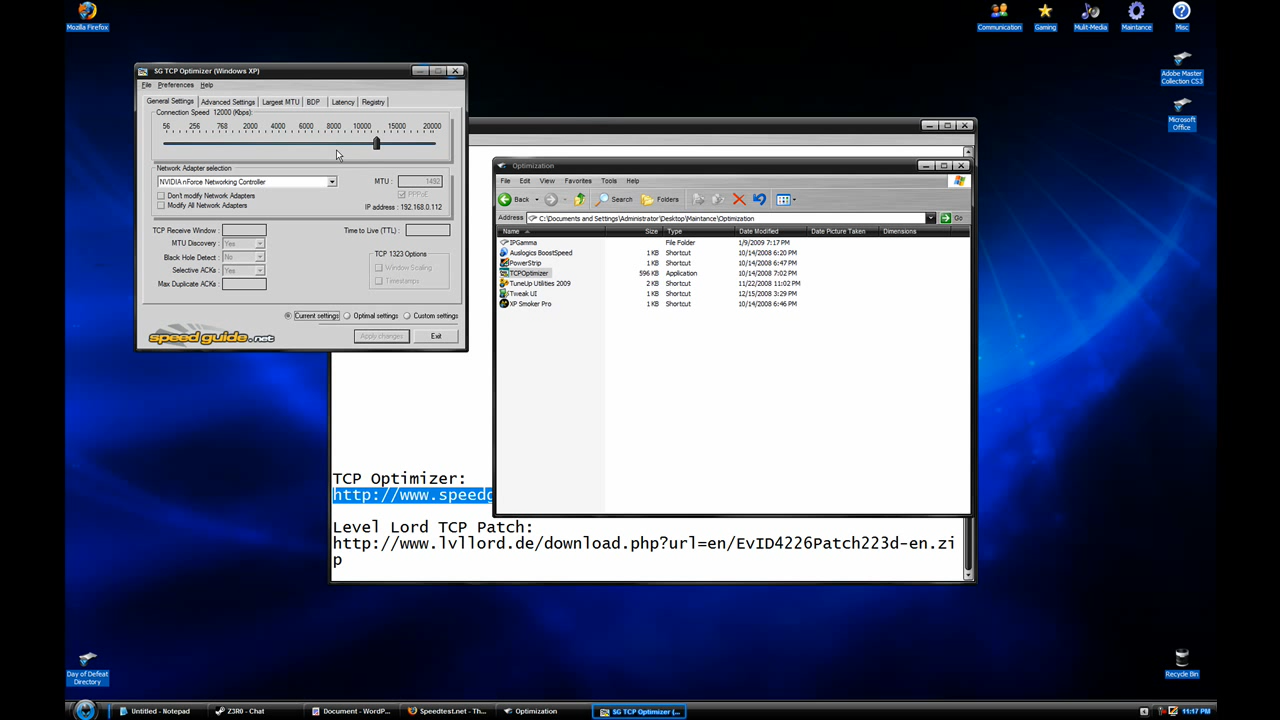 Mozilla Firefox
Communication
Gaming
Mulit-Media
Maintance
Misc
Adobe Master
Collection CS3
Microsoft
Office
SG TCP Optimizer (Windows XP)
File Preferences Help
General Settings Advanced Settings Largest MTU BDP Latency Registry
Connection Speed 12000 (Kbps):
56 256 768 2000 4000 6000 8000 10000 15000 20000
Network Adapter selection
NVIDIA nForce Networking Controller
MTU : 1492
Don't modify Network Adapters
PPPoE
Modify All Network Adapters
IP address : 192.168.0.112
TCP Receive Window :
Time to Live (TTL) :
MTU Discovery : Yes
Black Hole Detect : No
Selective ACKs : Yes
Max Duplicate ACKs :
TCP 1323 Options
Window Scaling
Timestamps
Current settings Optimal settings Custom settings
speed guide.net
Apply changes Exit
Optimization
File Edit View Favorites Tools Help
Back Search Folders
Address C:\Documents and Settings\Administrator\Desktop\Maintance\Optimization Go
Name Size Type Date Modified Date Picture Taken Dimensions
IPGamma File Folder 1/9/2009 7:17 PM
Auslogics BoostSpeed 1 KB Shortcut 10/14/2008 6:20 PM
PowerStrip 1 KB Shortcut 10/14/2008 6:47 PM
TCPOptimizer 596 KB Application 10/14/2008 7:02 PM
TuneUp Utilities 2009 2 KB Shortcut 11/22/2008 11:02 PM
Tweak UI 1 KB Shortcut 12/15/2008 3:29 PM
XP Smoker Pro 1 KB Shortcut 10/14/2008 6:46 PM
TCP Optimizer:
http://www.speedg
Level Lord TCP Patch:
http://www.lvllord.de/download.php?url=en/EvID4226Patch223d-en.zi
p
Day of Defeat
Directory
Recycle Bin
Untitled - Notepad
Z3R0 - Chat
Document - WordP...
Speedtest.net - Th...
Optimization
SG TCP Optimizer (...
11:17 PM